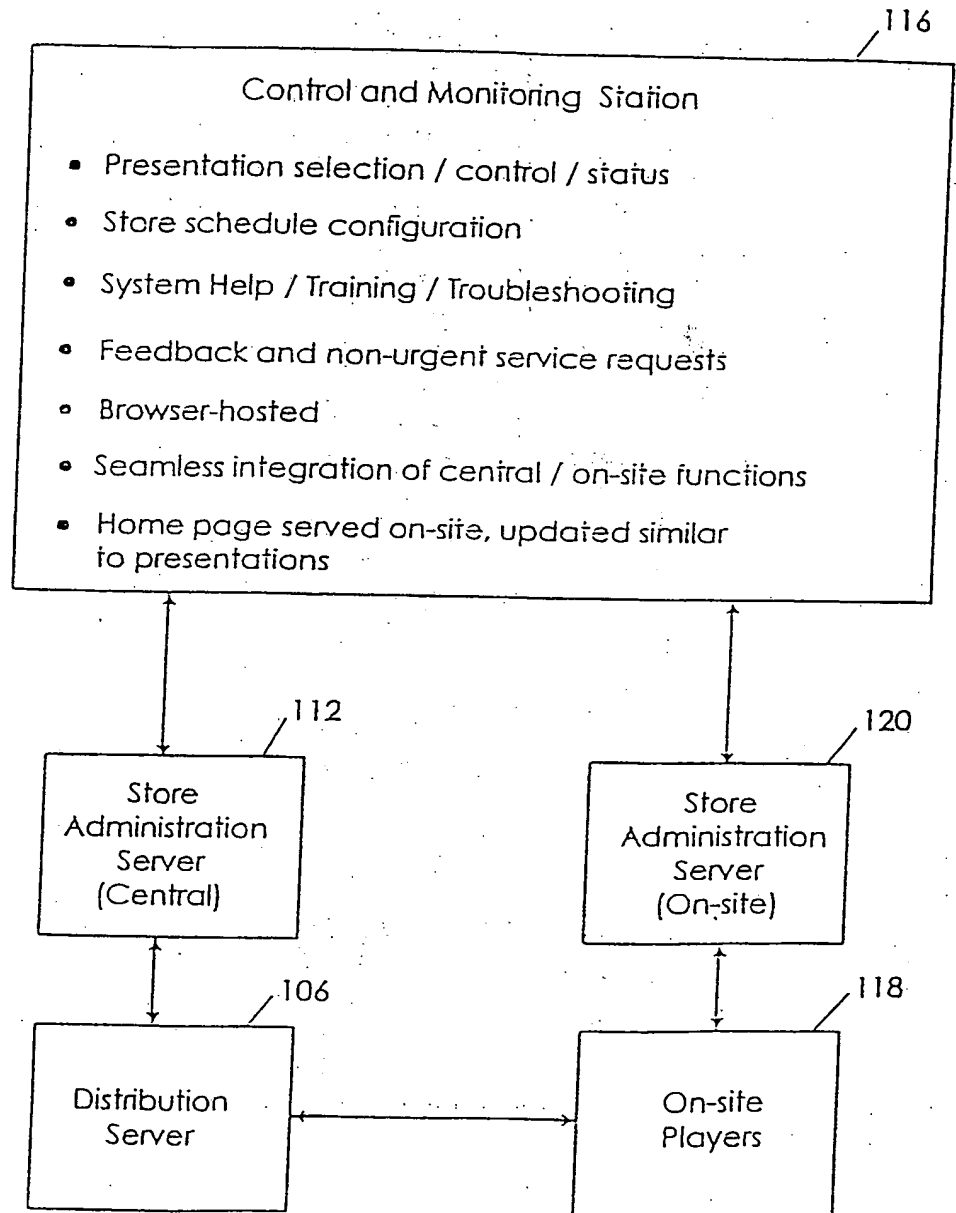 116
Control and Monitoring Station
• Presentation selection / control / status
• Store schedule configuration
• System Help / Training / Troubleshooting
• Feedback and non-urgent service requests
• Browser-hosted
• Seamless integration of central / on-site functions
• Home page served on-site, updated similar
to presentations
112
Store
Administration
Server
(Central)
120
Store
Administration
Server
(On-site)
106
Distribution
Server
118
On-site
Players